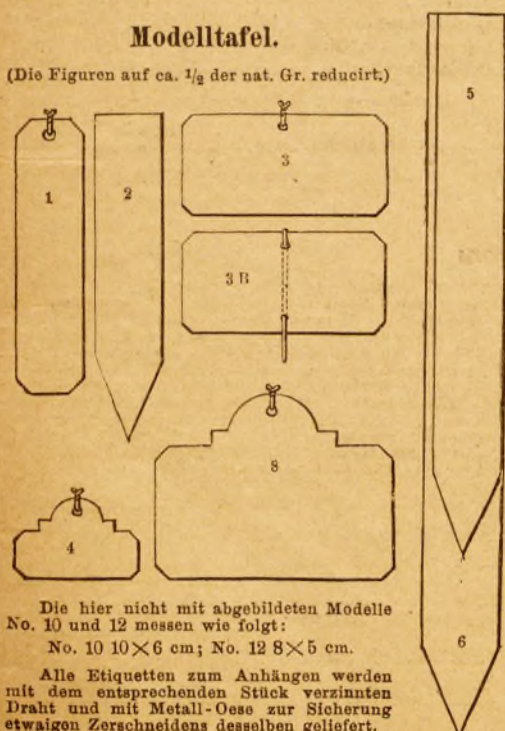 Modelltafel.
(Die Figuren auf ca. 1/2 der nat. Gr. reducirt.)
5
1
2
3
3 B
8
4
6
Die hier nicht mit abgebildeten Modelle
No. 10 und 12 messen wie folgt:
No. 10 10×6 cm; No. 12 8×5 cm.
Alle Etiquetten zum Anhängen werden
mit dem entsprechenden Stück verzinnten
Draht und mit Metall-Oese zur Sicherung
etwaigen Zerschneidens desselben geliefert.